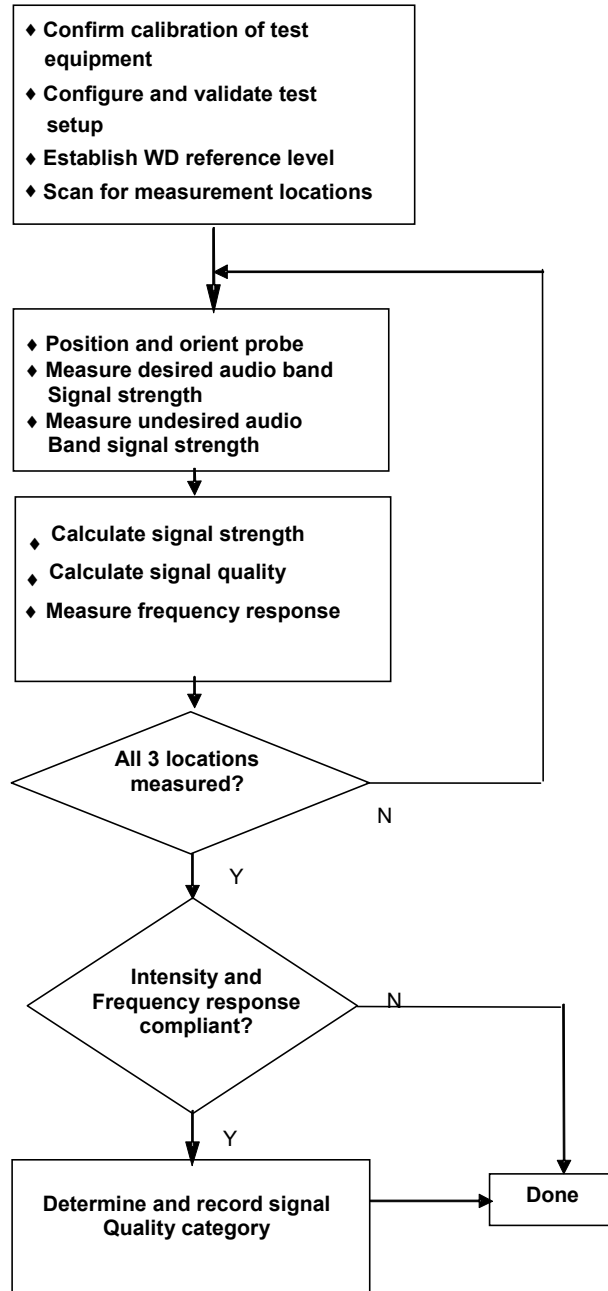 ♦ Confirm calibration of test
equipment
♦ Configure and validate test
setup
♦ Establish WD reference level
♦ Scan for measurement locations
♦ Position and orient probe
♦ Measure desired audio band
Signal strength
♦ Measure undesired audio
Band signal strength
♦ Calculate signal strength
♦ Calculate signal quality
♦ Measure frequency response
All 3 locations
measured?
N
Y
Intensity and
Frequency response
compliant?
N
Y
Determine and record signal
Quality category
Done